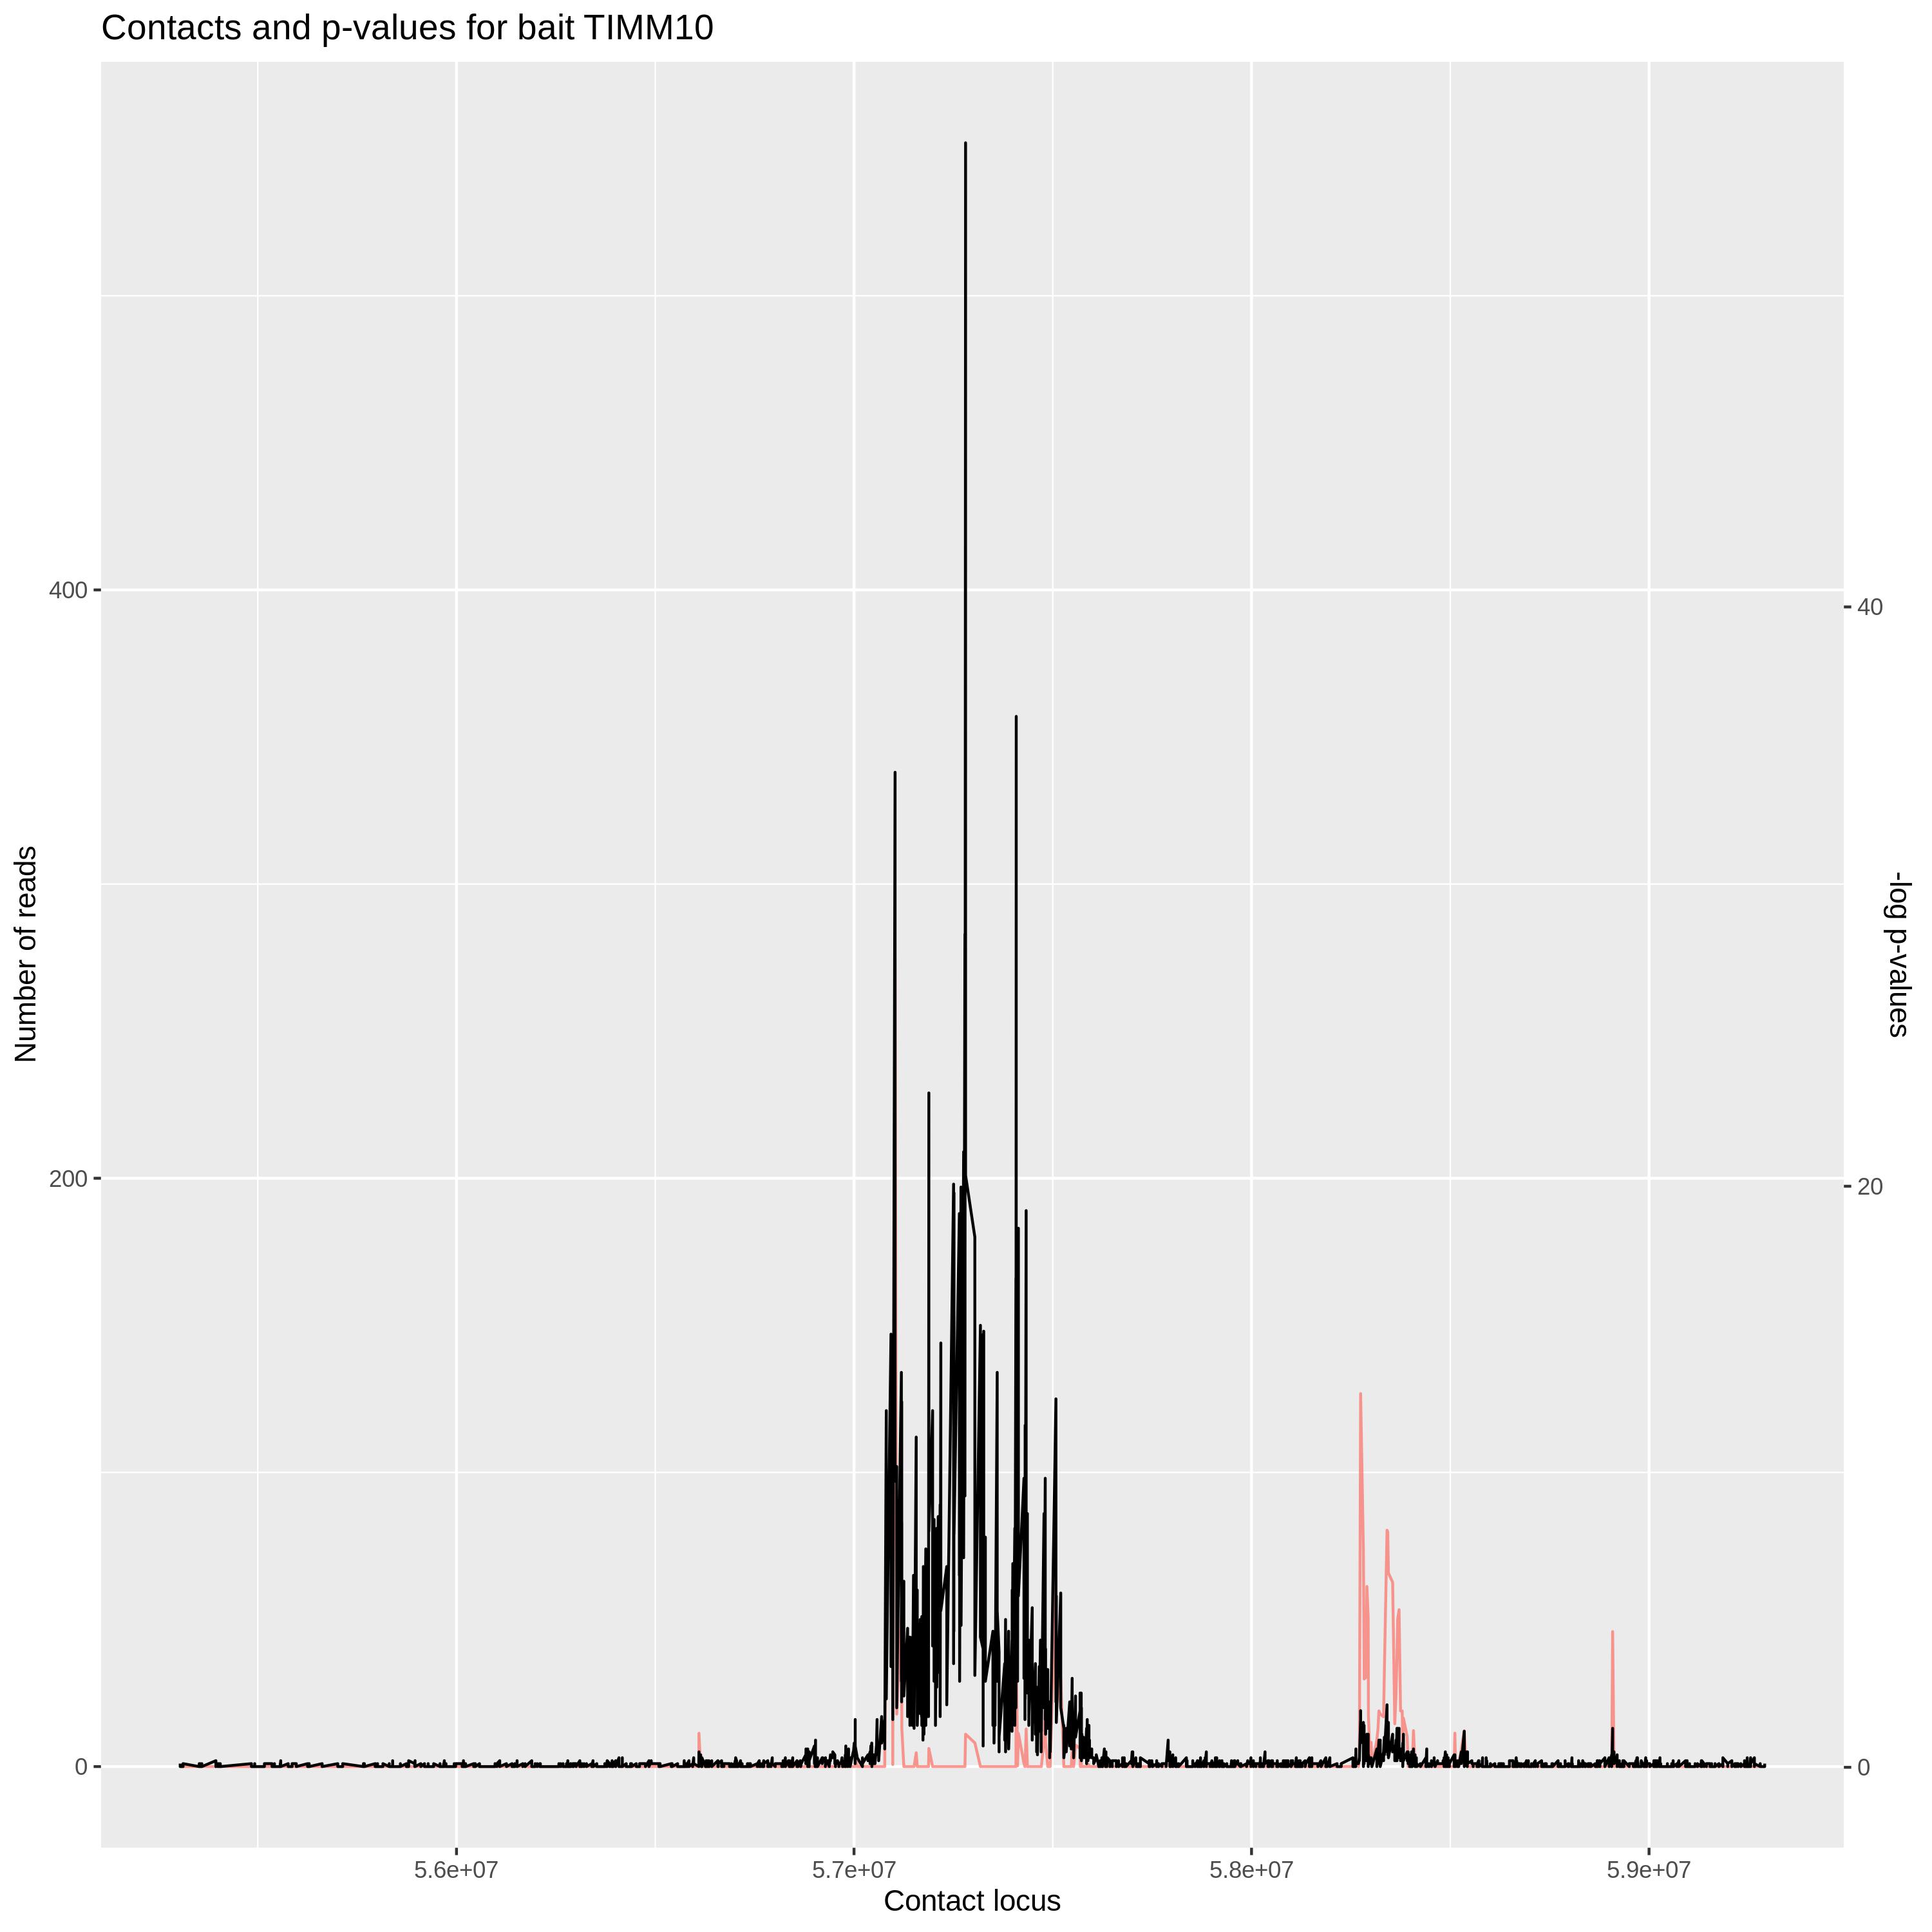 Contacts and p-values for bait TIMM10
Number of reads
400
200
0
40
20
0
-log p-values
5.6e+07
5.7e+07
5.8e+07
5.9e+07
Contact locus